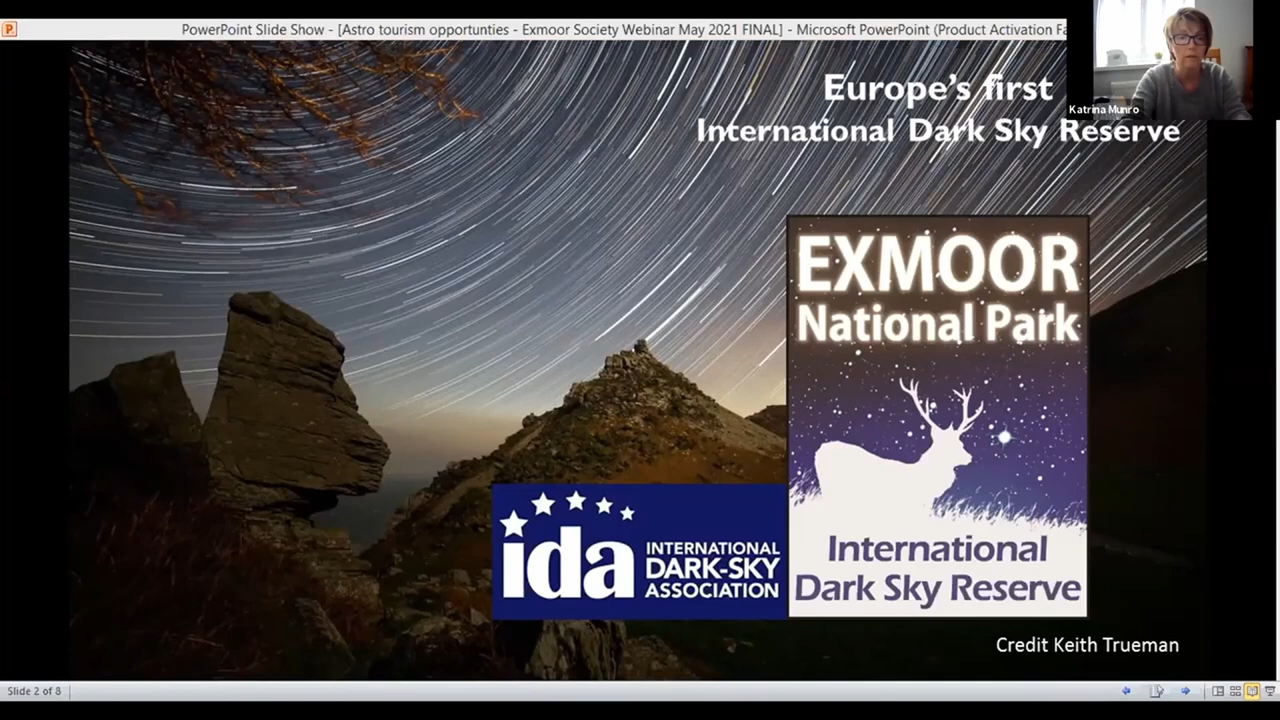 PowerPoint Slide Show - [Astro tourism opportunties - Exmoor Society Webinar May 2021 FINAL] - Microsoft PowerPoint (Product Activation Fa
Katrina Munro
Europe's first
International Dark Sky Reserve
EXMOOR
National Park
International
Dark Sky Reserve
ida
INTERNATIONAL
DARK-SKY
ASSOCIATION
Credit Keith Trueman
Slide 2 of 8